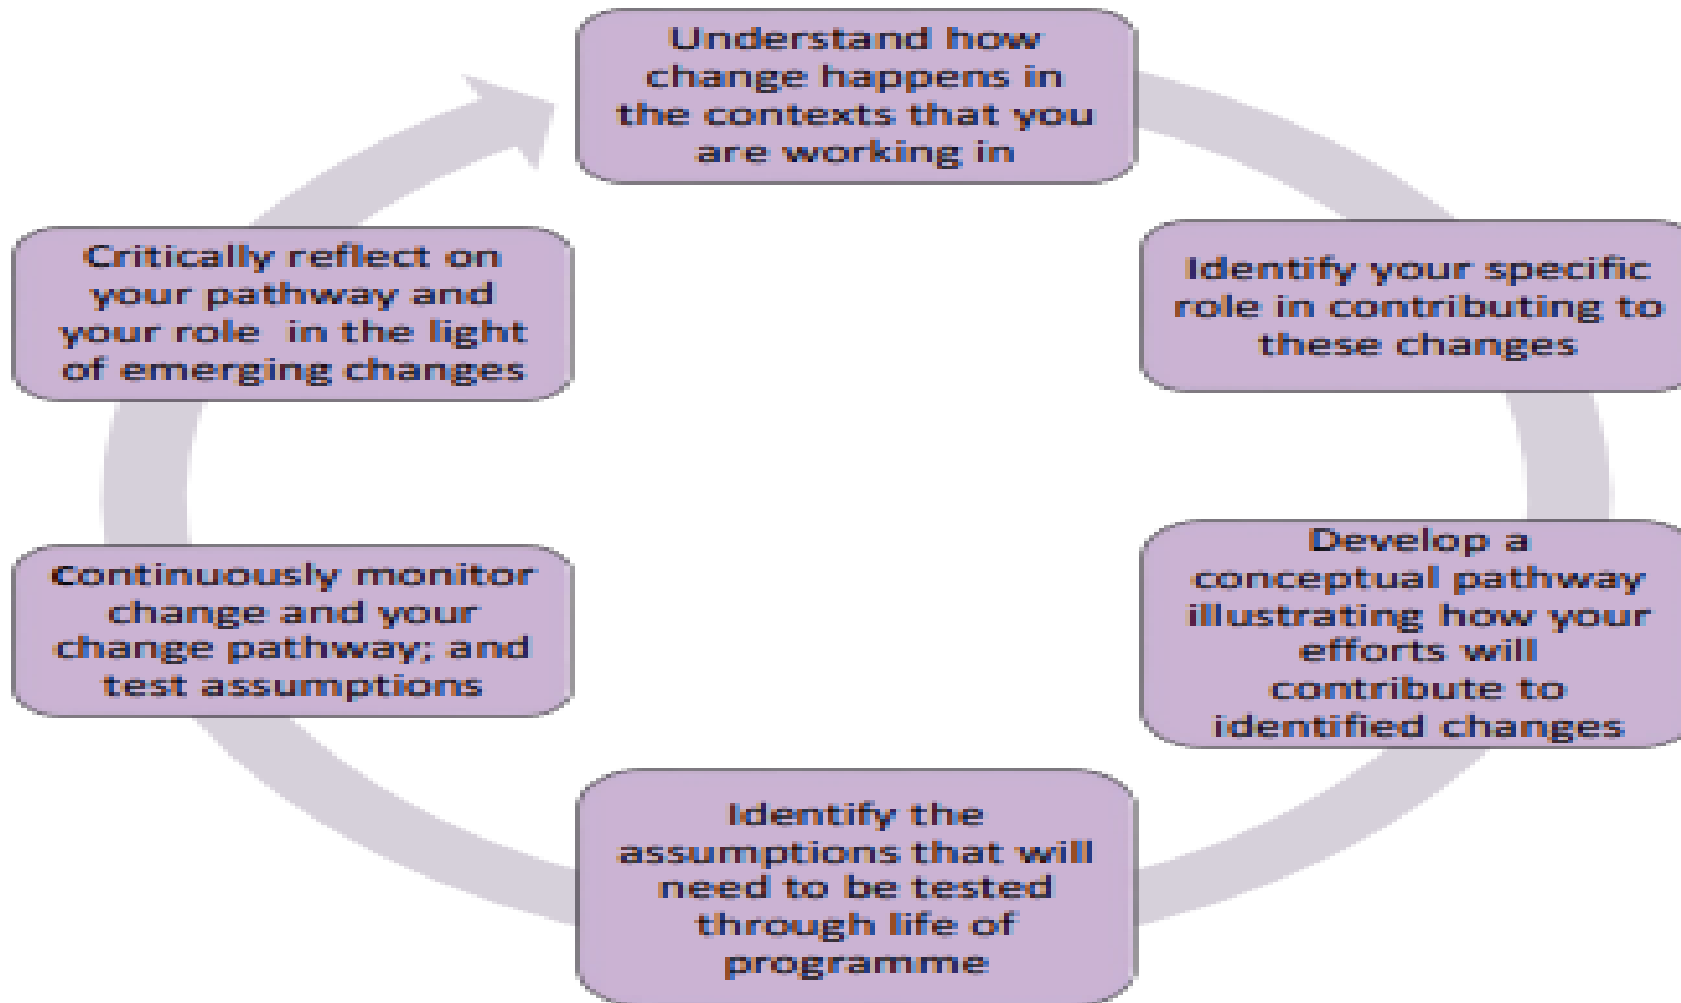 Understand how
change happens in
the contexts that you
are working in
Identify your specific
role in contributing to
these changes
Develop a
conceptual pathway
illustrating how your
efforts will
contribute to
identified changes
Identify the
assumptions that will
need to be tested
through life of
programme
Continuously monitor
change and your
change pathway; and
test assumptions
Critically reflect on
your pathway and
your role  in the light
of emerging changes